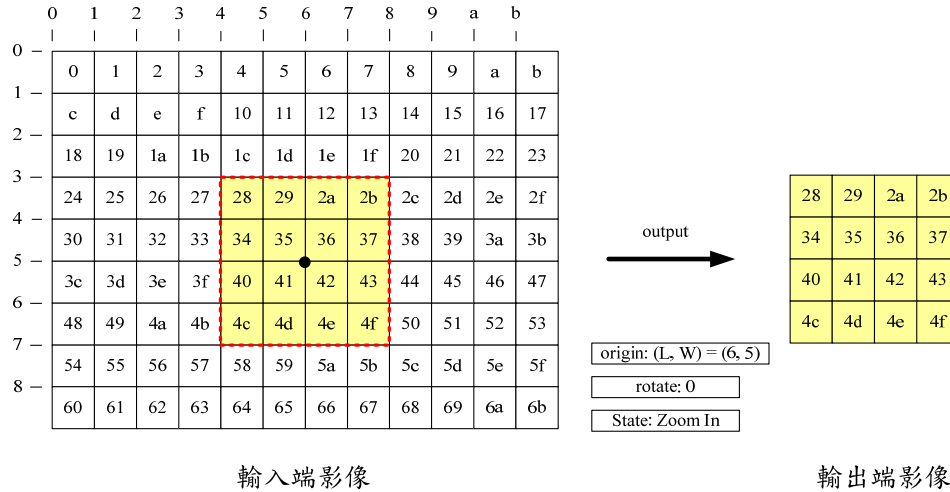 0 1 2 3 4 5 6 7 8 9 a b
0
0 1 2 3 4 5 6 7 8 9 a b
1
c d e f 10 11 12 13 14 15 16 17
2
18 19 1a 1b 1c 1d 1e 1f 20 21 22 23
3
24 25 26 27 28 29 2a 2b 2c 2d 2e 2f
28 29 2a 2b
4
30 31 32 33 34 35 36 37 38 39 3a 3b
output
34 35 36 37
5
3c 3d 3e 3f 40 41 42 43 44 45 46 47
40 41 42 43
6
48 49 4a 4b 4c 4d 4e 4f 50 51 52 53
4c 4d 4e 4f
7
54 55 56 57 58 59 5a 5b 5c 5d 5e 5f
origin: (L, W) = (6, 5)
8
rotate: 0
60 61 62 63 64 65 66 67 68 69 6a 6b
State: Zoom In
輸入端影像
輸出端影像